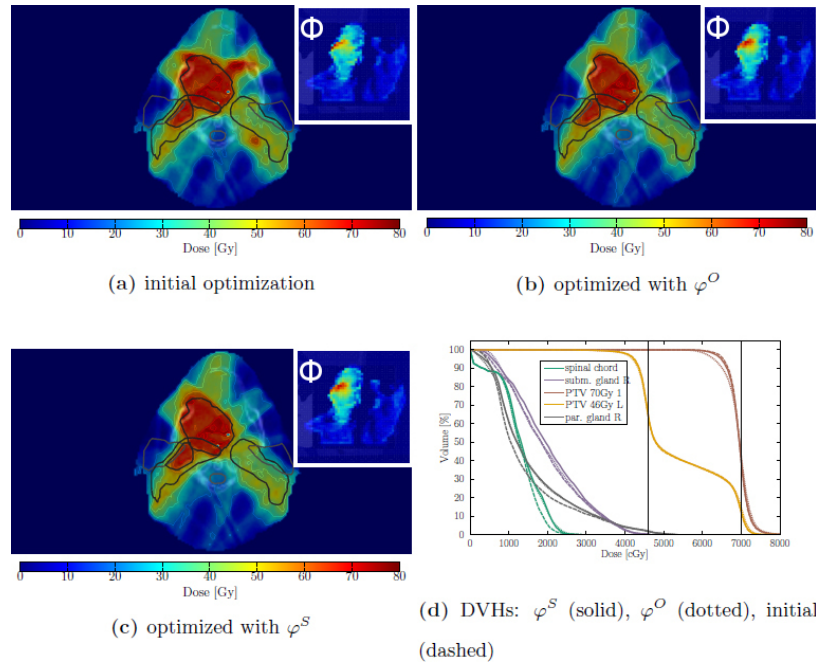 Φ
Φ
0 10 20 30 40 50 60 70 80
Dose [Gy]
0 10 20 30 40 50 60 70 80
Dose [Gy]
(a) initial optimization
(b) optimized with φ^O
Φ
0 10 20 30 40 50 60 70 80
Dose [Gy]
(c) optimized with φ^S
100
90
80
70
60
50
40
30
20
10
0
Volume [%]
spinal chord
subm. gland R
PTV 70Gy 1
PTV 46Gy L
par. gland R
0 1000 2000 3000 4000 5000 6000 7000 8000
Dose [cGy]
(d) DVHs: φ^S (solid), φ^O (dotted), initial
(dashed)